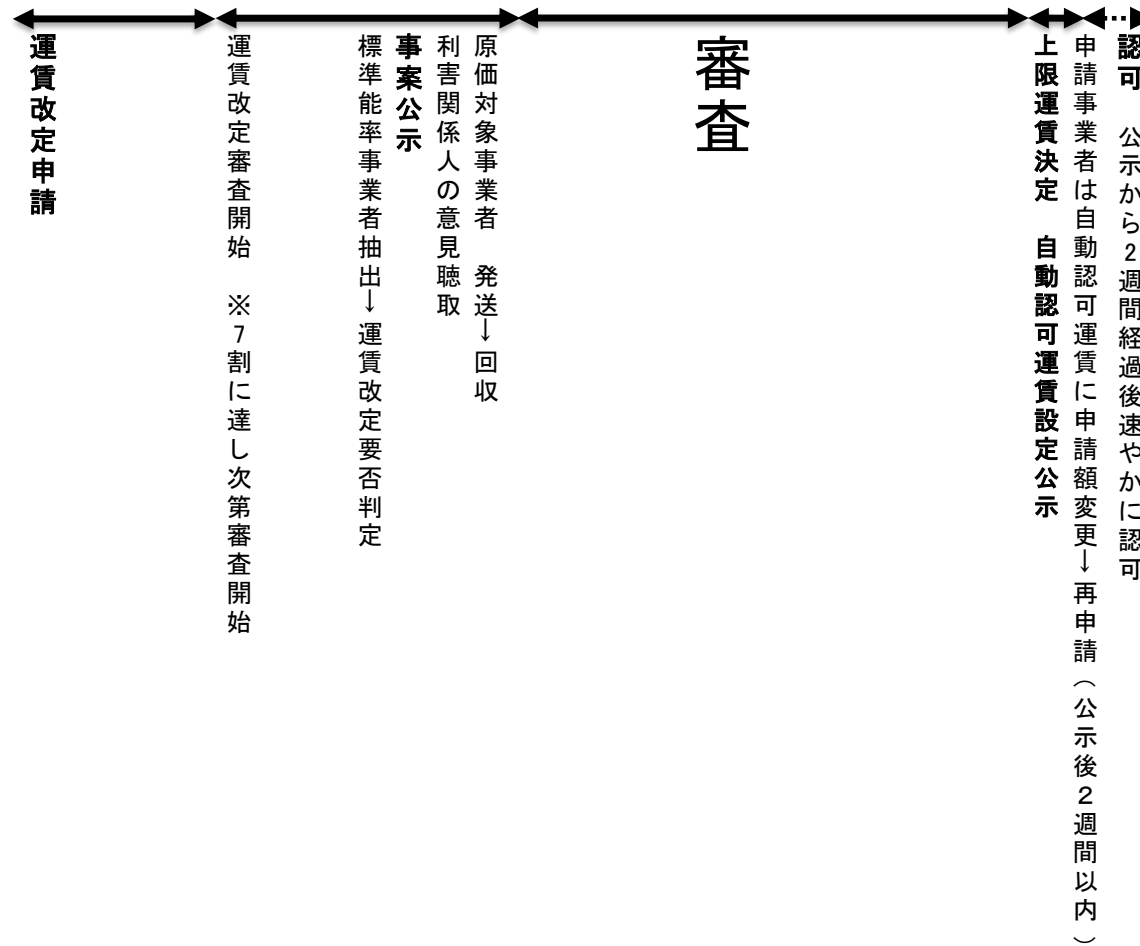 運賃改定申請
運賃改定審査開始　※7割に達し次第審査開始
標準能率事業者抽出→運賃改定要否判定
事案公示
利害関係人の意見聴取
原価対象事業者　発送→回収
審査
上限運賃決定　自動認可運賃設定公示
申請事業者は自動認可運賃に申請額変更→再申請（公示後２週間以内）
認可　公示から２週間経過後速やかに認可